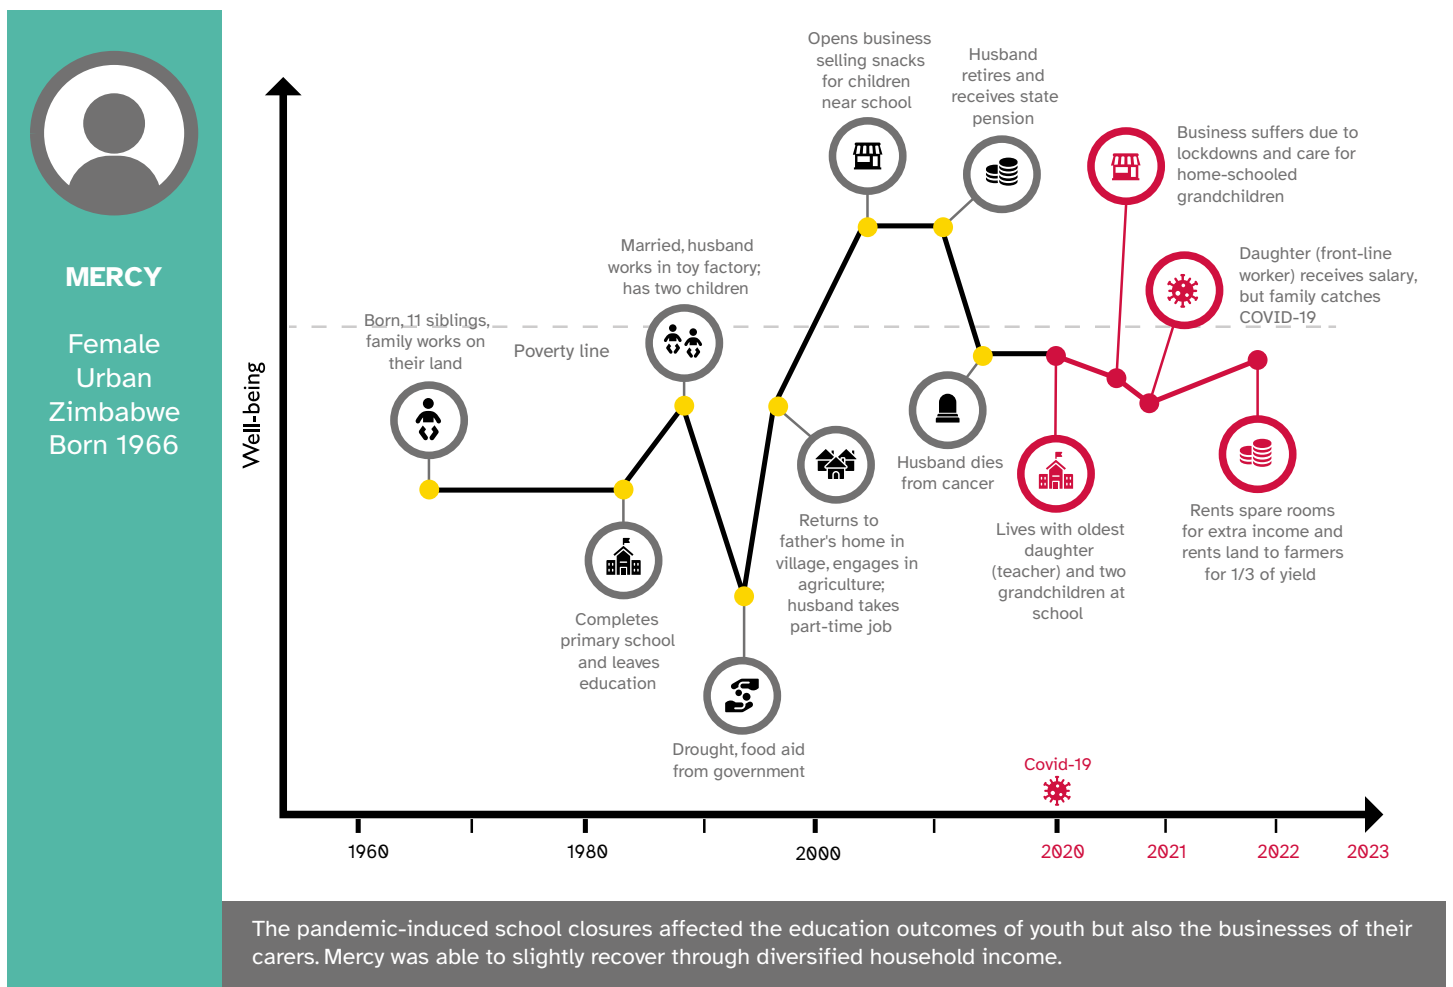 MERCY
Female
Urban
Zimbabwe
Born 1966
Well-being
Born, 11 siblings,
family works on
their land
Poverty line
Completes
primary school
and leaves
education
Married, husband
works in toy factory;
has two children
Drought, food aid
from government
Returns to
father's home in
village, engages in
agriculture;
husband takes
part-time job
Opens business
selling snacks
for children
near school
Husband
retires and
receives state
pension
Husband dies
from cancer
Lives with oldest
daughter
(teacher) and two
grandchildren at
school
Business suffers due to
lockdowns and care for
home-schooled
grandchildren
Daughter (front-line
worker) receives salary,
but family catches
COVID-19
Rents spare rooms
for extra income and
rents land to farmers
for 1/3 of yield
Covid-19
1960 1980 2000 2020 2021 2022 2023
The pandemic-induced school closures affected the education outcomes of youth but also the businesses of their
carers. Mercy was able to slightly recover through diversified household income.